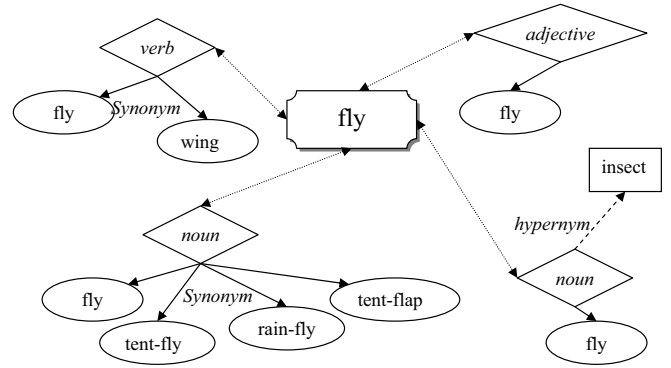 verb
adjective
fly
Synonym
wing
fly
fly
insect
hypernym
noun
noun
fly
Synonym
tent-flap
rain-fly
tent-fly
fly